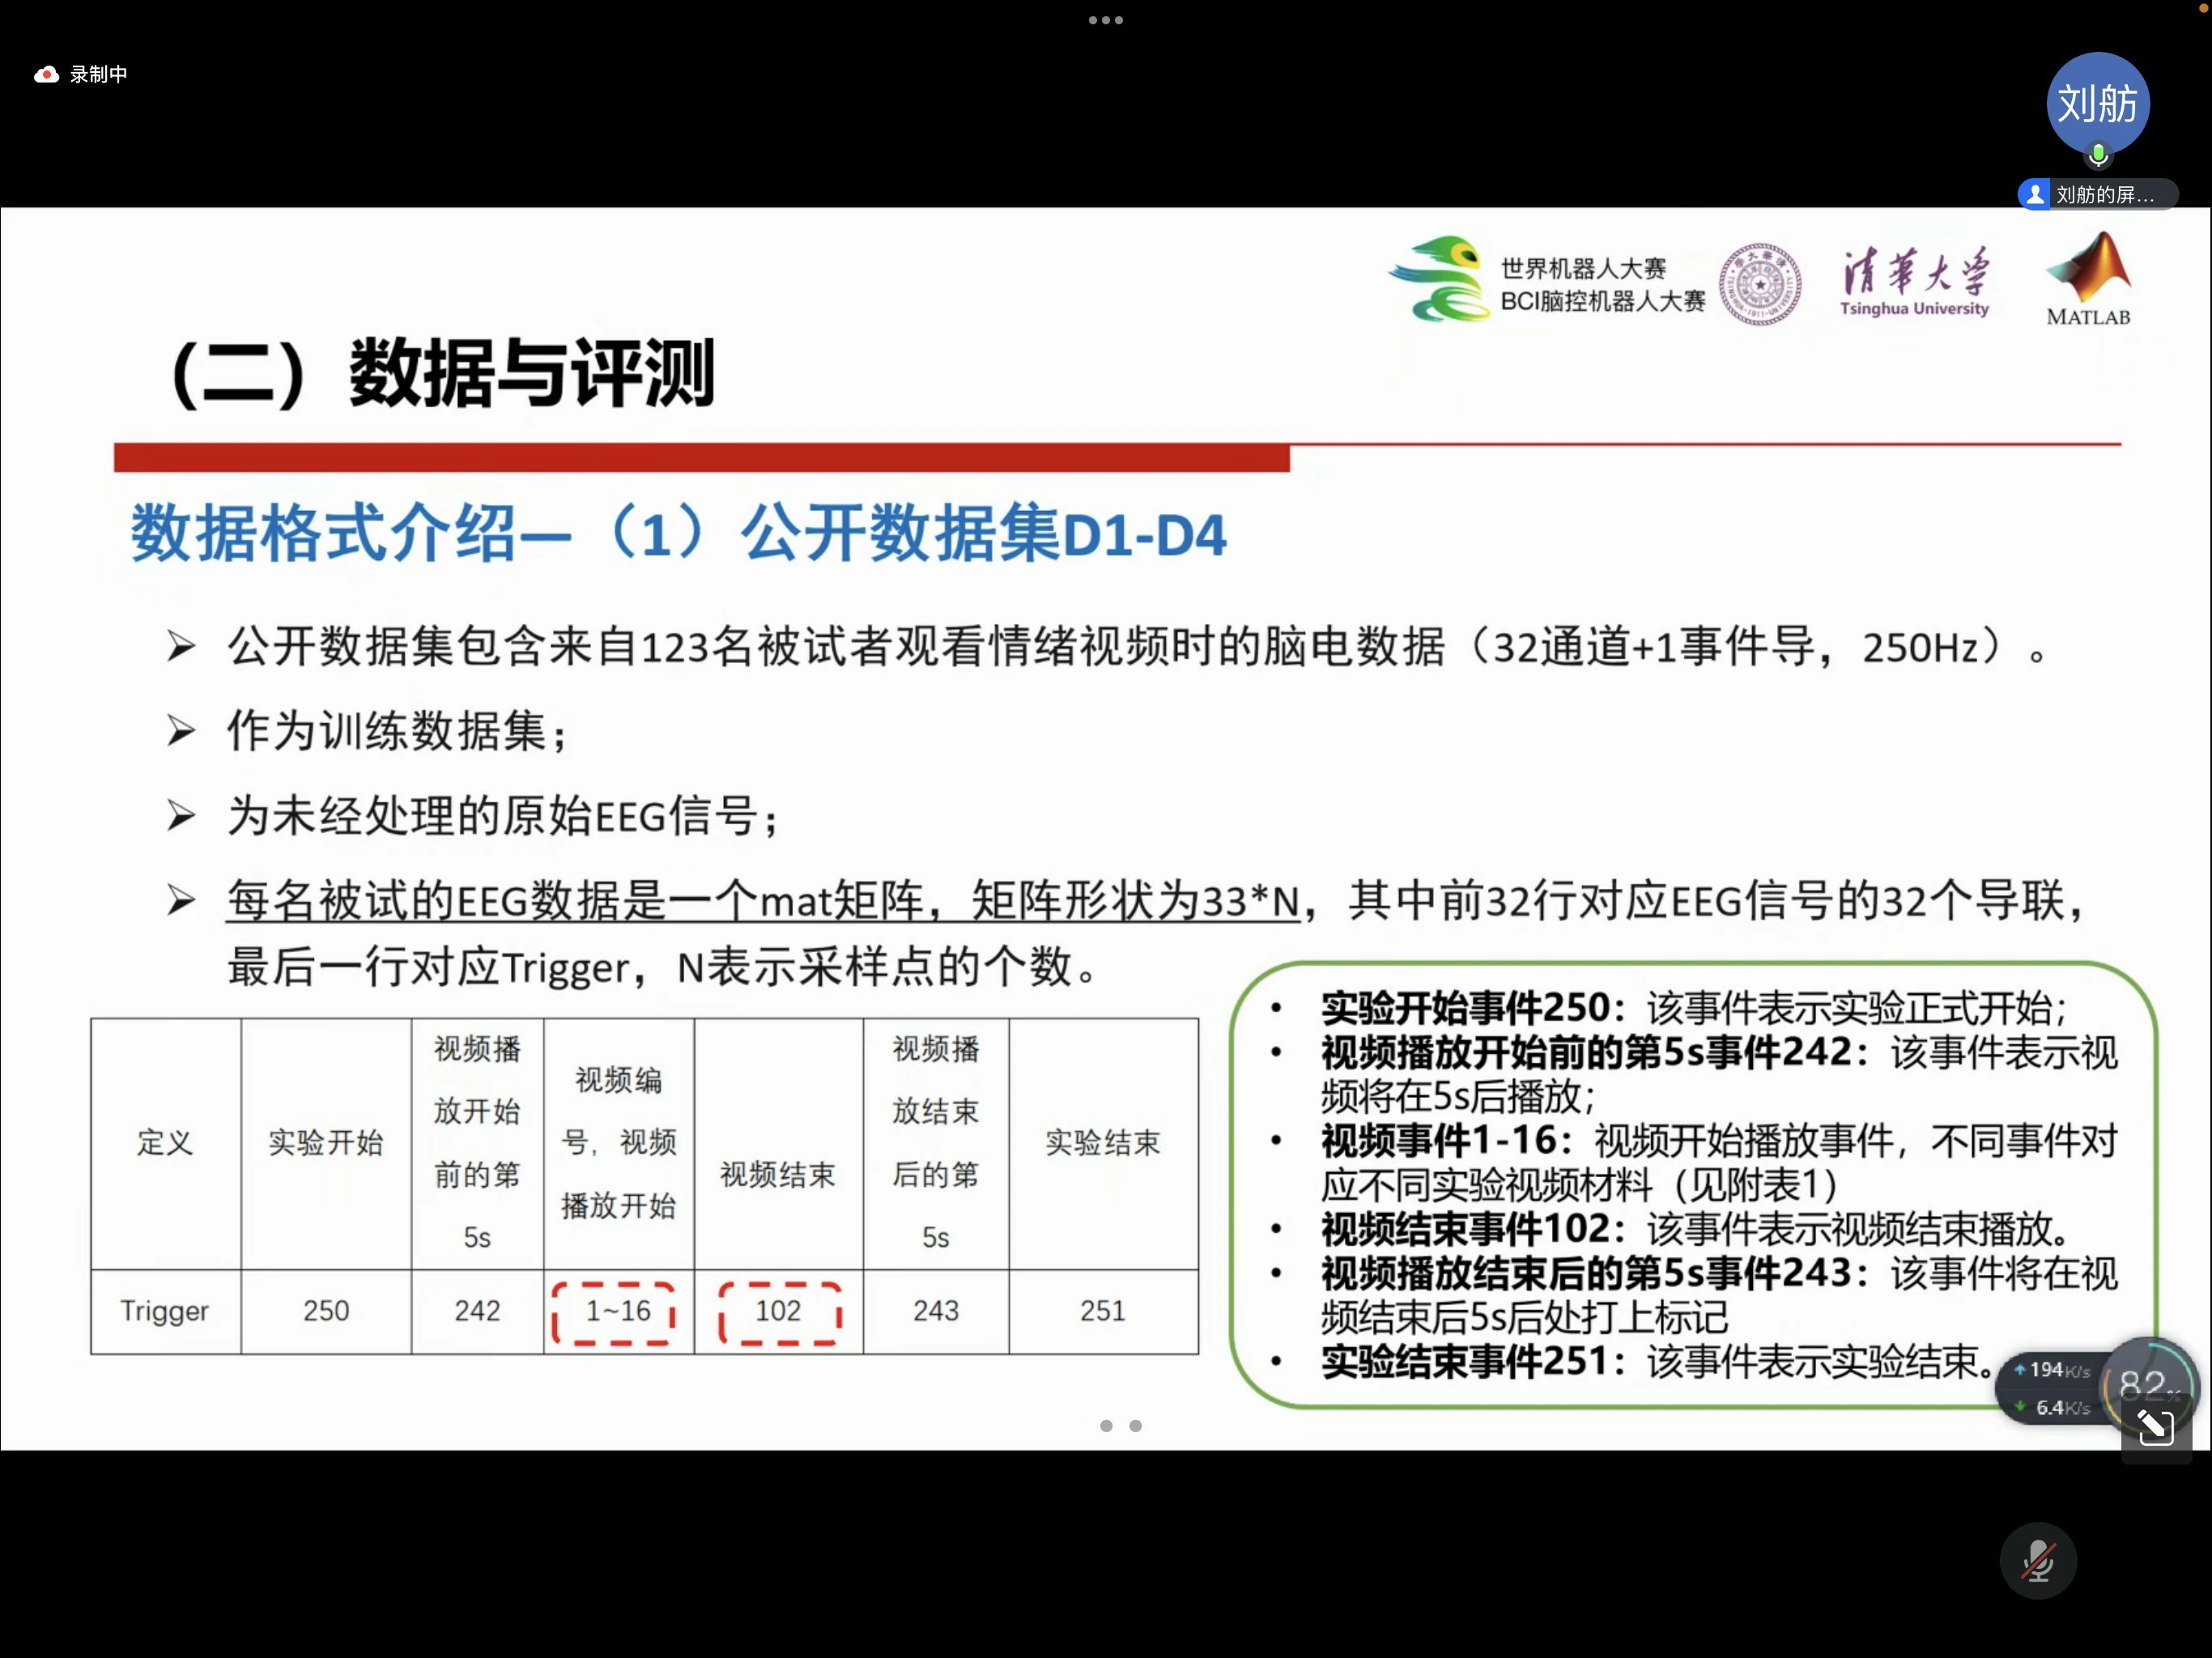 录制中
刘舫
刘舫的屏...
世界机器人大赛
BCI脑控机器人大赛
清华大学
Tsinghua University
MATLAB
（二）数据与评测
数据格式介绍—（1）公开数据集D1-D4
➢ 公开数据集包含来自123名被试者观看情绪视频时的脑电数据（32通道+1事件导，250Hz）。
➢ 作为训练数据集；
➢ 为未经处理的原始EEG信号；
➢ 每名被试的EEG数据是一个mat矩阵，矩阵形状为33*N，其中前32行对应EEG信号的32个导联，
最后一行对应Trigger，N表示采样点的个数。
定义
实验开始
视频播
放开始
前的第
5s
视频编
号，视频
播放开始
视频结束
视频播
放结束
后的第
5s
实验结束
Trigger
250
242
1~16
102
243
251
• 实验开始事件250：该事件表示实验正式开始；
• 视频播放开始前的第5s事件242：该事件表示视
频将在5s后播放；
• 视频事件1-16：视频开始播放事件，不同事件对
应不同实验视频材料（见附表1）
• 视频结束事件102：该事件表示视频结束播放。
• 视频播放结束后的第5s事件243：该事件将在视
频结束后5s后处打上标记
• 实验结束事件251：该事件表示实验结束。
194K/s
6.4K/s
82%